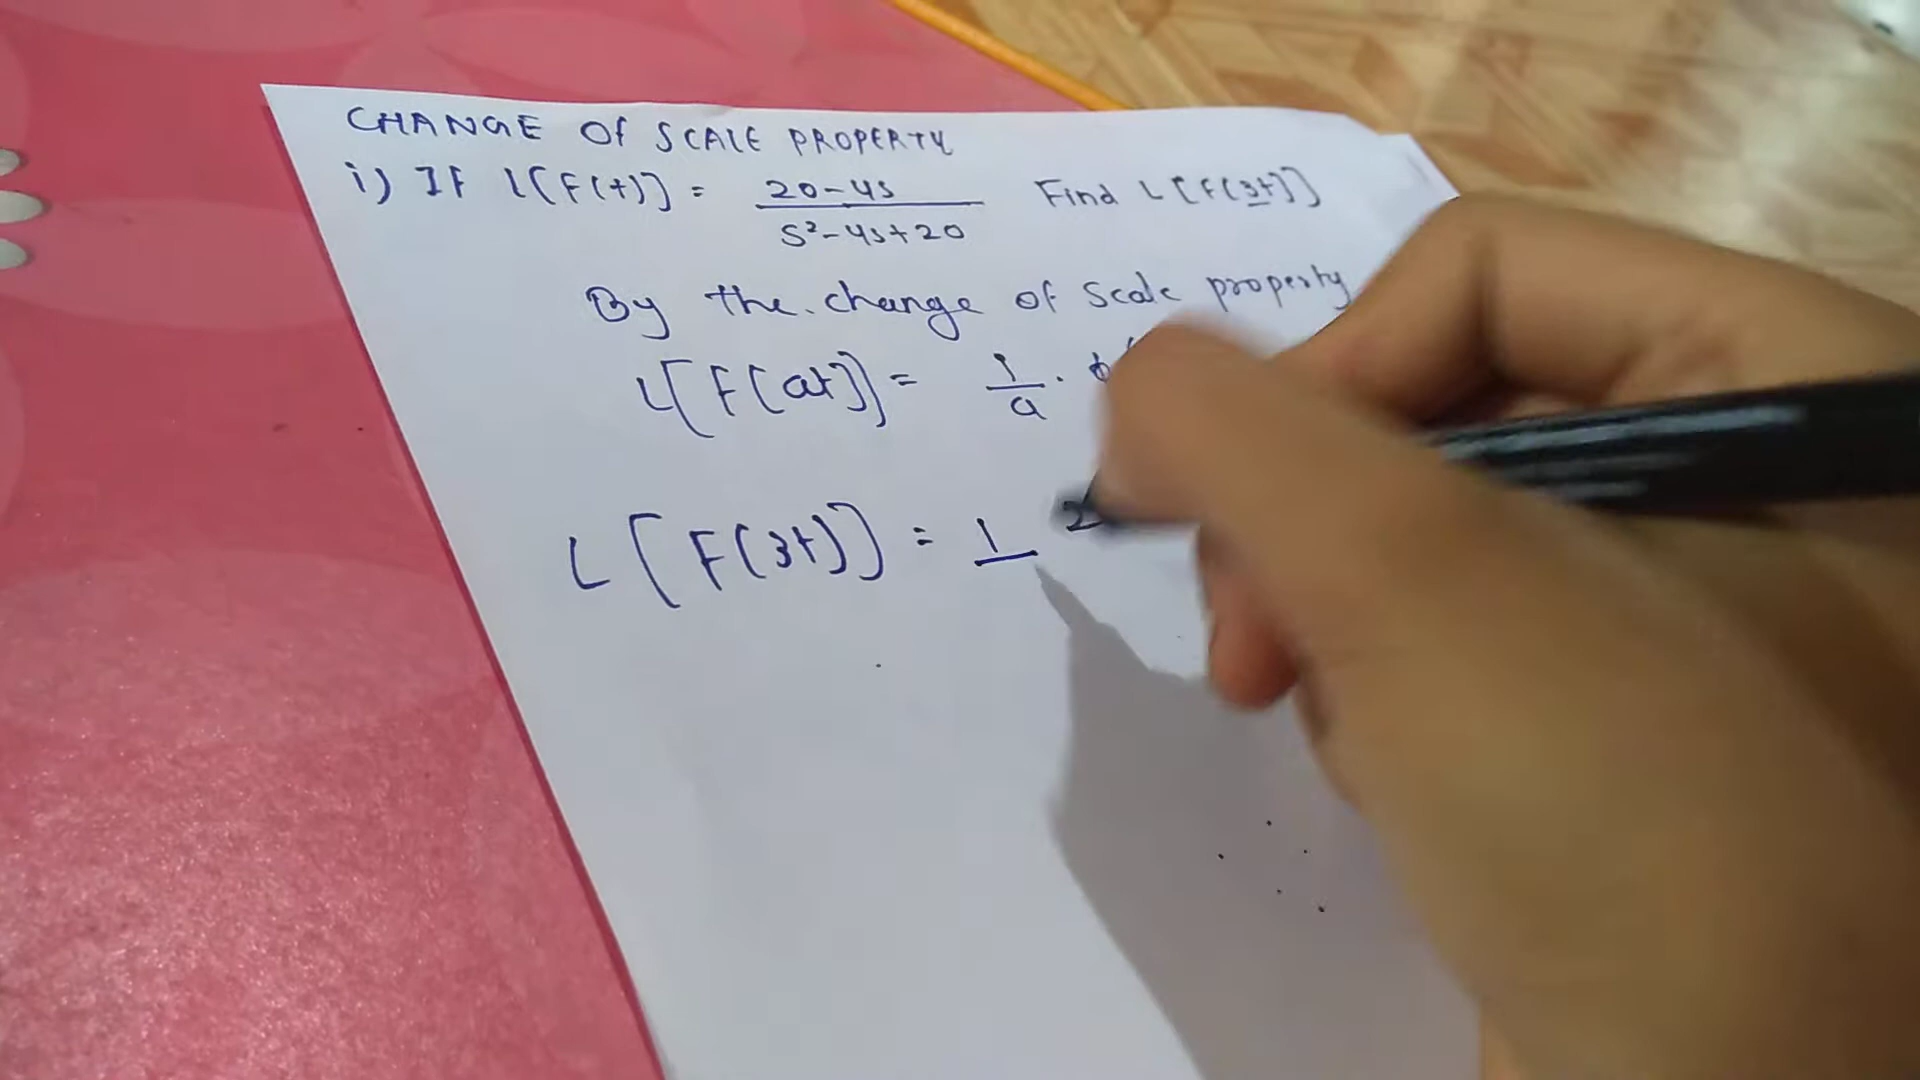 CHANGE Of SCALE PROPERTY
i) If L[F(t)] = 20-4s / s²-4s+20 Find L[F(3t)]
By the change of scale property
L[F(at)] = 1/a .
L[F(3t)] = 1 2